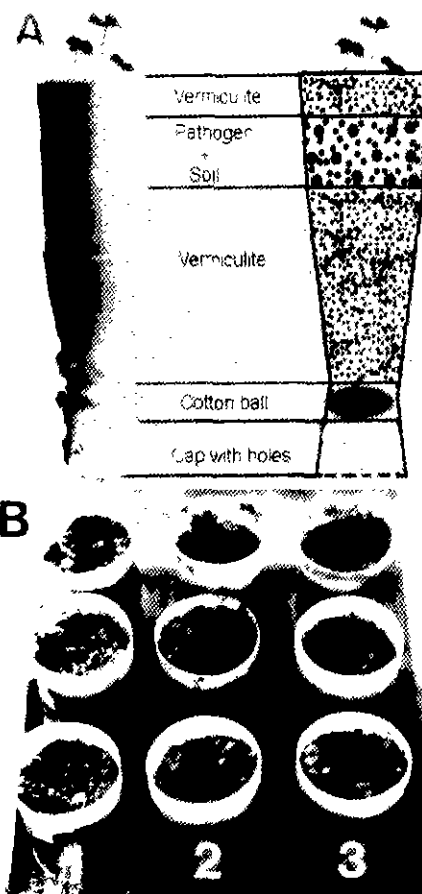 A
Vermiculite
Pathogen
+
Soil
Vermiculite
Cotton ball
Cap with holes
B
1 2 3